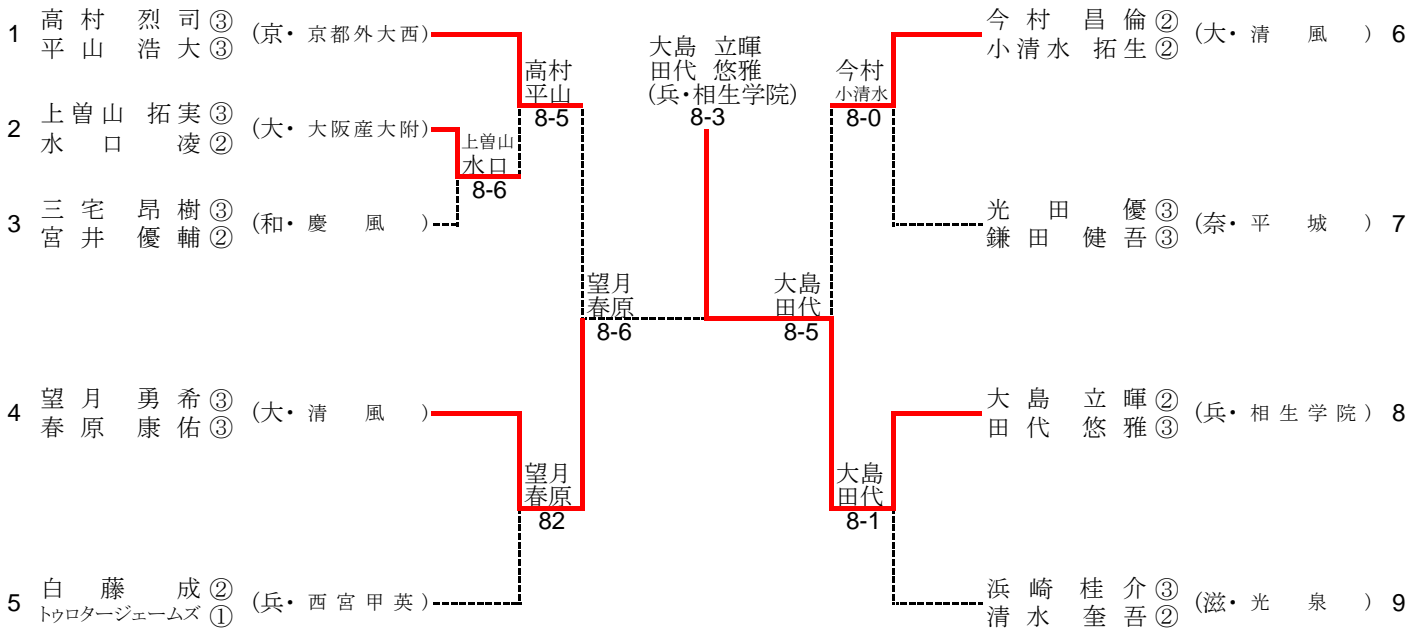 1 高村 烈司③ (京・京都外大西)
平山 浩大③
2 上曽山 拓実③ (大・大阪産大附)
水口 凌②
3 三宅 昂樹③ (和・慶風)
宮井 優輔②
4 望月 勇希③ (大・清風)
春原 康佑③
5 白藤 成② (兵・西宮甲英)
トゥロタージェームズ①
上曽山
水口
8-6
高村
平山
8-5
望月
春原
82
望月
春原
8-6
大島 立暉
田代 悠雅
(兵・相生学院)
8-3
大島
田代
8-5
今村
小清水
8-0
大島
田代
8-1
今村 昌倫② (大・清風) 6
小清水 拓生②
光田 優③ (奈・平城) 7
鎌田 健吾③
大島 立暉② (兵・相生学院) 8
田代 悠雅③
浜崎 桂介③ (滋・光泉) 9
清水 奎吾②